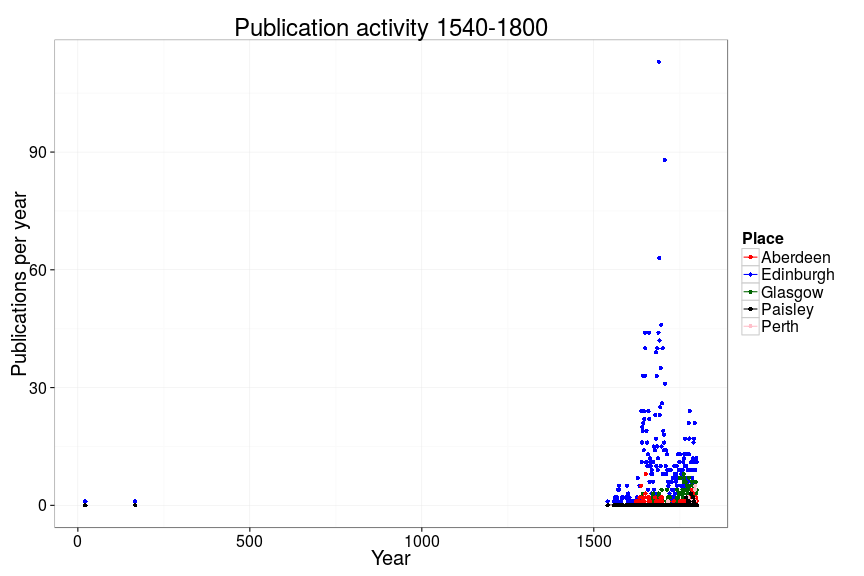 Publication activity 1540-1800
Publications per year
90
60
30
0
0
500
1000
1500
Year
Place
Aberdeen
Edinburgh
Glasgow
Paisley
Perth